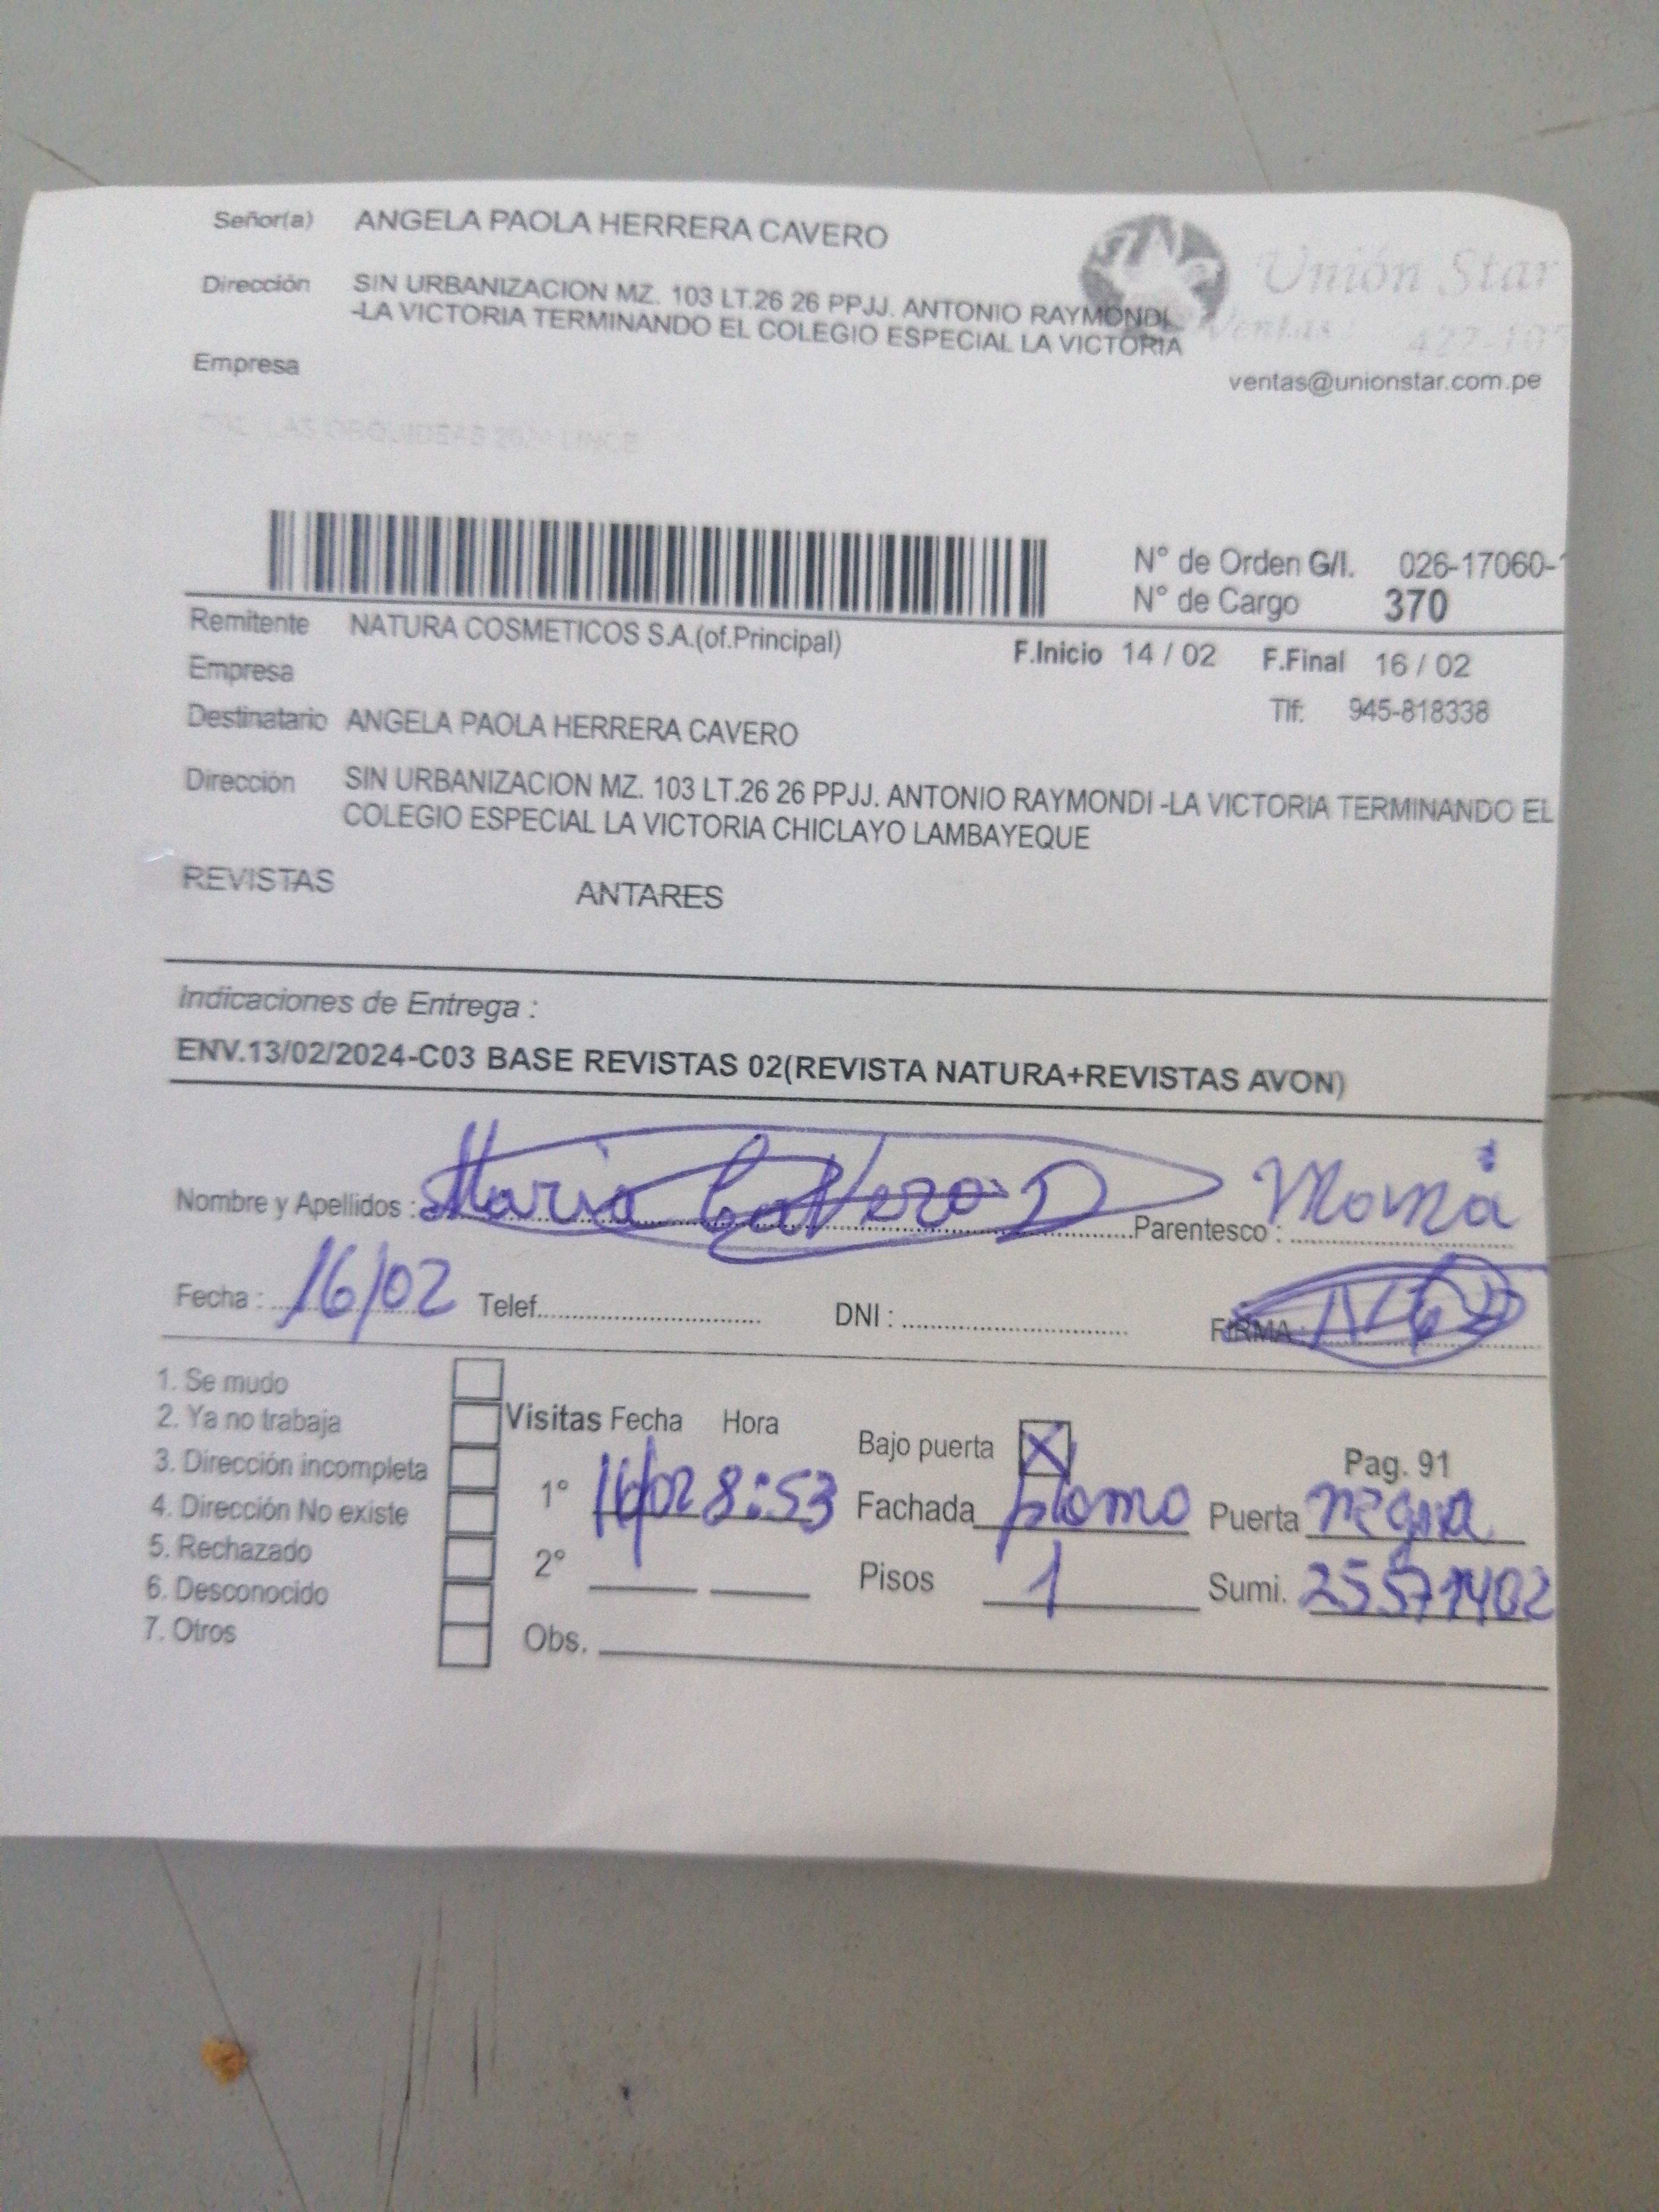 Señor(a) ANGELA PAOLA HERRERA CAVERO
Dirección SIN URBANIZACION MZ. 103 LT.26 26 PPJJ. ANTONIO RAYMONDI
-LA VICTORIA TERMINANDO EL COLEGIO ESPECIAL LA VICTORIA
Unión Star
Ventas
Empresa
ventas@unionstar.com.pe
N° de Orden G/I. 026-17060-
N° de Cargo 370
Remitente NATURA COSMETICOS S.A.(of.Principal)
F.Inicio 14 / 02 F.Final 16 / 02
Empresa
Tlf: 945-818338
Destinatario ANGELA PAOLA HERRERA CAVERO
Dirección SIN URBANIZACION MZ. 103 LT.26 26 PPJJ. ANTONIO RAYMONDI -LA VICTORIA TERMINANDO EL
COLEGIO ESPECIAL LA VICTORIA CHICLAYO LAMBAYEQUE
REVISTAS ANTARES
Indicaciones de Entrega :
ENV.13/02/2024-C03 BASE REVISTAS 02(REVISTA NATURA+REVISTAS AVON)
Nombre y Apellidos : Maria Cavero D Parentesco : Mamá
Fecha : 16/02 Telef. DNI : FIRMA :
1. Se mudo
2. Ya no trabaja
3. Dirección incompleta
4. Dirección No existe
5. Rechazado
6. Desconocido
7. Otros
Visitas Fecha Hora
1° 16/02 8:53
2°
Obs.
Bajo puerta X Pag. 91
Fachada plomo Puerta negra
Pisos 1 Sumi. 25571402